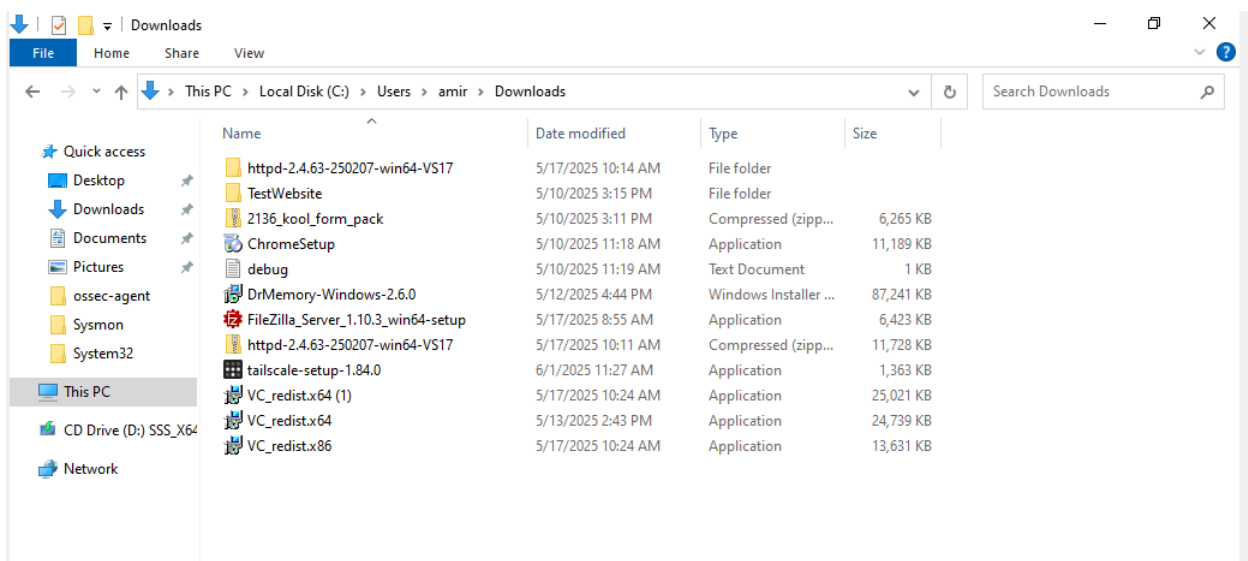 Downloads
File Home Share View
This PC > Local Disk (C:) > Users > amir > Downloads
Search Downloads
Quick access
Desktop
Downloads
Documents
Pictures
ossec-agent
Sysmon
System32
This PC
CD Drive (D:) SSS_X64
Network
Name Date modified Type Size
httpd-2.4.63-250207-win64-VS17 5/17/2025 10:14 AM File folder
TestWebsite 5/10/2025 3:15 PM File folder
2136_kool_form_pack 5/10/2025 3:11 PM Compressed (zipp... 6,265 KB
ChromeSetup 5/10/2025 11:18 AM Application 11,189 KB
debug 5/10/2025 11:19 AM Text Document 1 KB
DrMemory-Windows-2.6.0 5/12/2025 4:44 PM Windows Installer ... 87,241 KB
FileZilla_Server_1.10.3_win64-setup 5/17/2025 8:55 AM Application 6,423 KB
httpd-2.4.63-250207-win64-VS17 5/17/2025 10:11 AM Compressed (zipp... 11,728 KB
tailscale-setup-1.84.0 6/1/2025 11:27 AM Application 1,363 KB
VC_redist.x64 (1) 5/17/2025 10:24 AM Application 25,021 KB
VC_redist.x64 5/13/2025 2:43 PM Application 24,739 KB
VC_redist.x86 5/17/2025 10:24 AM Application 13,631 KB